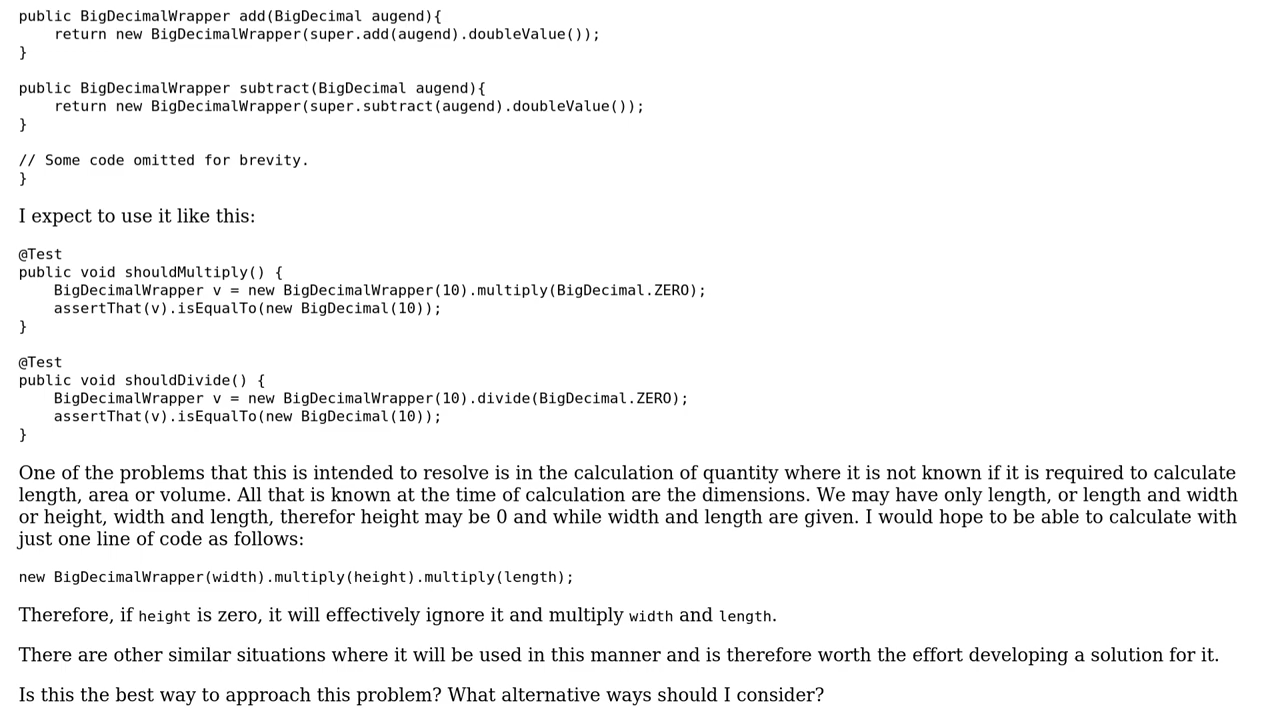 public BigDecimalWrapper add(BigDecimal augend){
    return new BigDecimalWrapper(super.add(augend).doubleValue());
}

public BigDecimalWrapper subtract(BigDecimal augend){
    return new BigDecimalWrapper(super.subtract(augend).doubleValue());
}

// Some code omitted for brevity.
}

I expect to use it like this:

@Test
public void shouldMultiply() {
    BigDecimalWrapper v = new BigDecimalWrapper(10).multiply(BigDecimal.ZERO);
    assertThat(v).isEqualTo(new BigDecimal(10));
}

@Test
public void shouldDivide() {
    BigDecimalWrapper v = new BigDecimalWrapper(10).divide(BigDecimal.ZERO);
    assertThat(v).isEqualTo(new BigDecimal(10));
}

One of the problems that this is intended to resolve is in the calculation of quantity where it is not known if it is required to calculate
length, area or volume. All that is known at the time of calculation are the dimensions. We may have only length, or length and width
or height, width and length, therefor height may be 0 and while width and length are given. I would hope to be able to calculate with
just one line of code as follows:

new BigDecimalWrapper(width).multiply(height).multiply(length);

Therefore, if height is zero, it will effectively ignore it and multiply width and length.

There are other similar situations where it will be used in this manner and is therefore worth the effort developing a solution for it.

Is this the best way to approach this problem? What alternative ways should I consider?